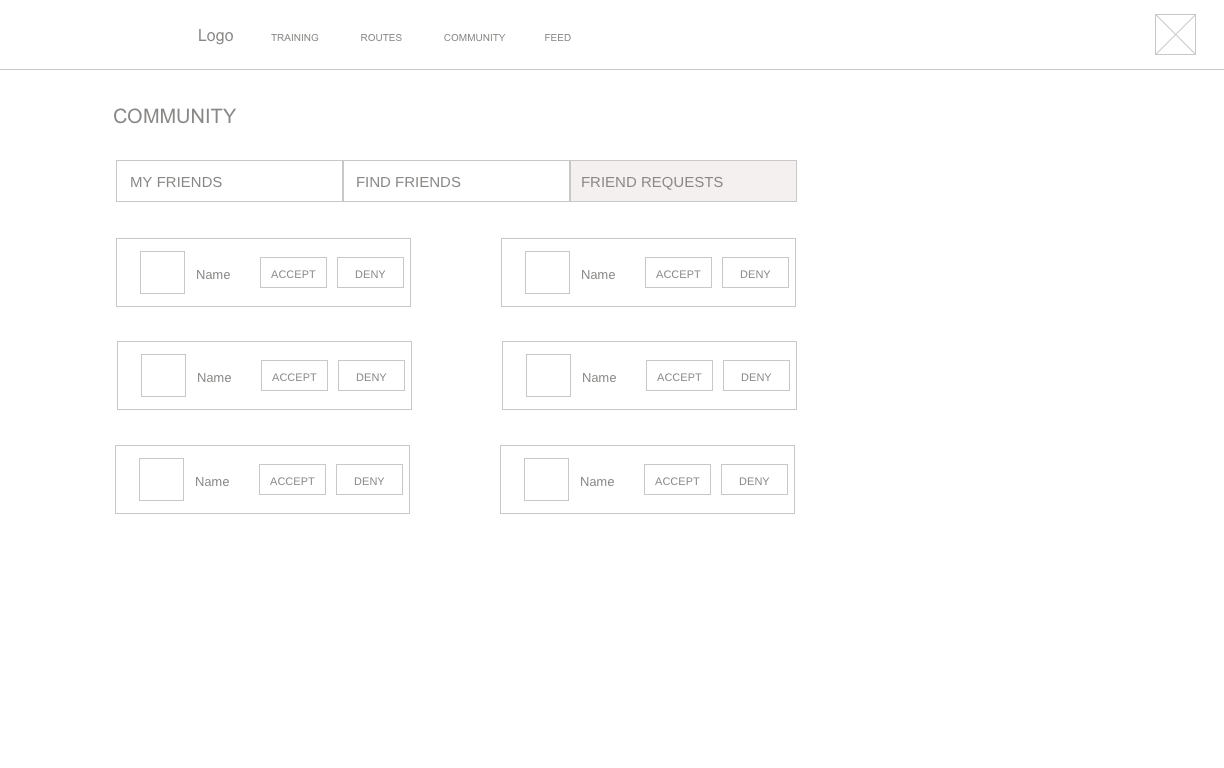 Logo TRAINING ROUTES COMMUNITY FEED
COMMUNITY
MY FRIENDS FIND FRIENDS FRIEND REQUESTS
Name ACCEPT DENY Name ACCEPT DENY
Name ACCEPT DENY Name ACCEPT DENY
Name ACCEPT DENY Name ACCEPT DENY